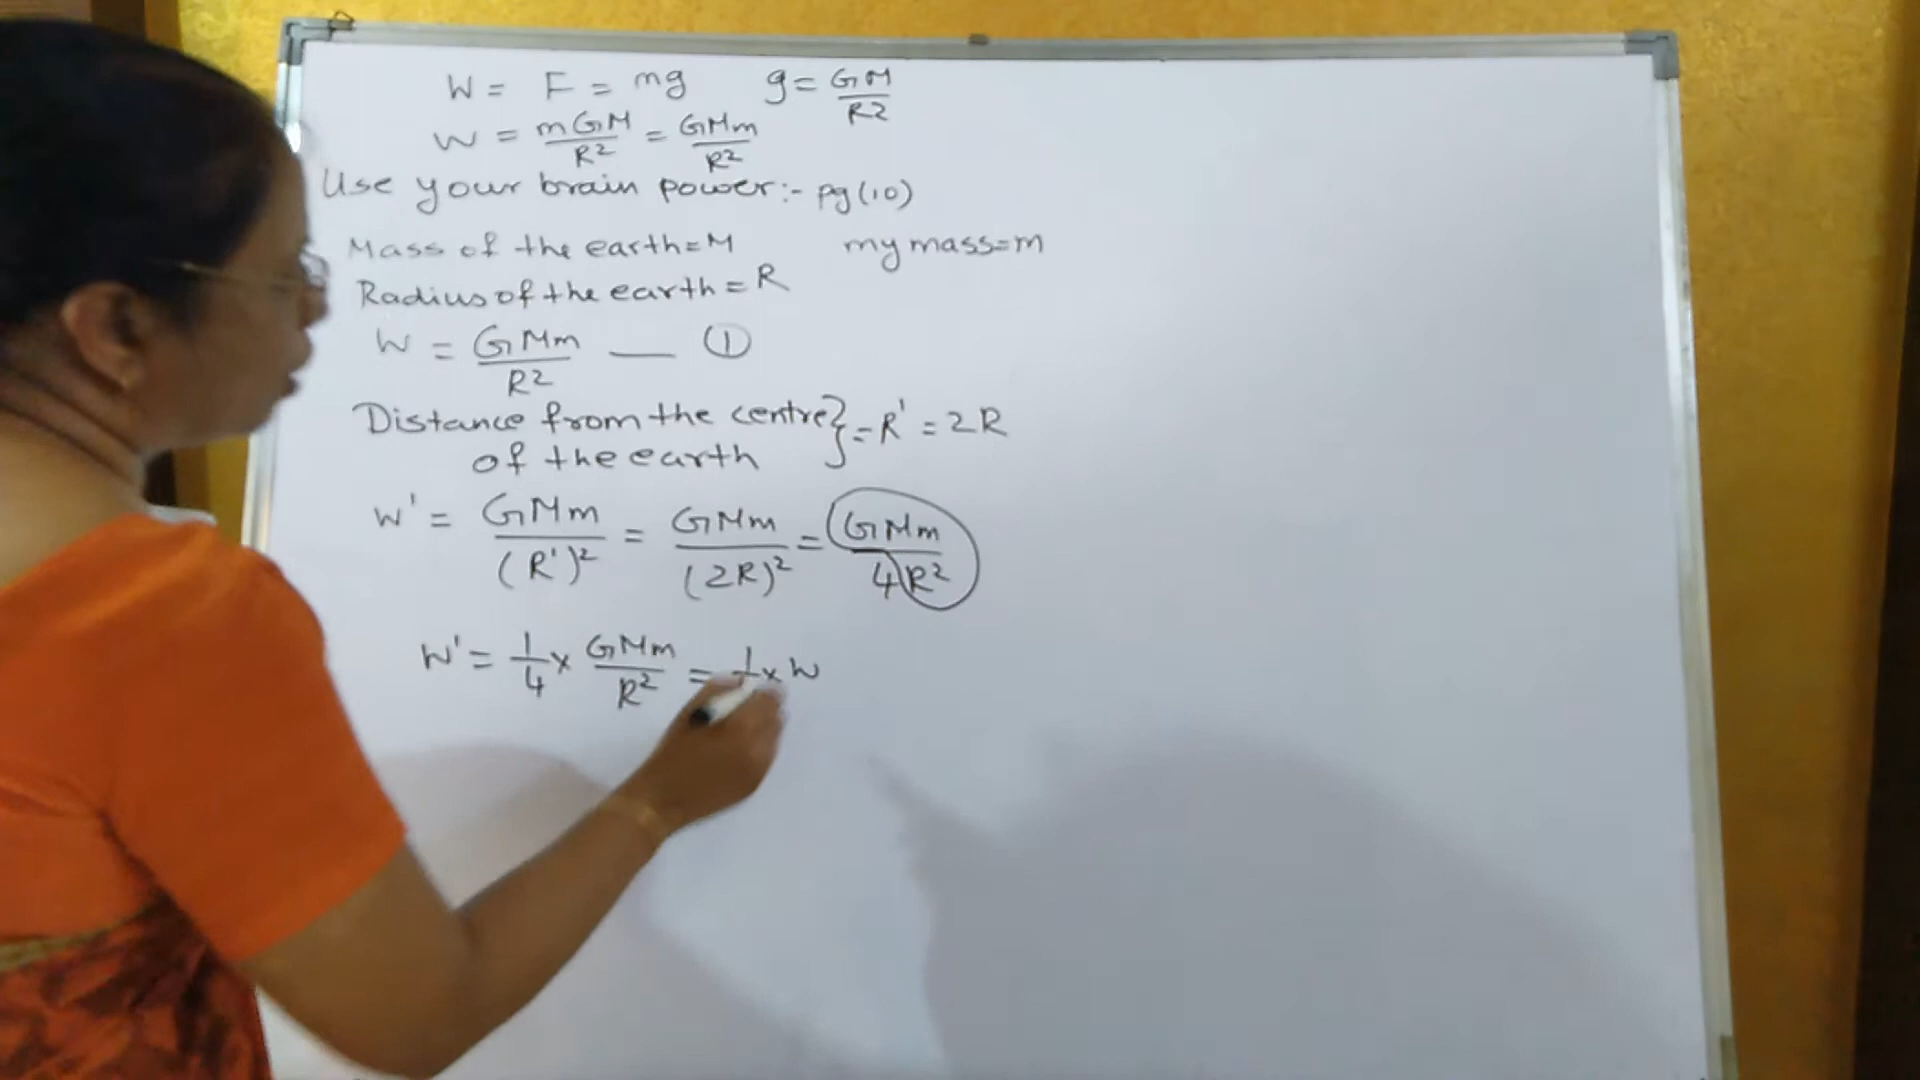 W = F = mg g = GM/R2
W = mGM/R² = GMm/R²
Use your brain power:- pg(10)
Mass of the earth=M my mass=m
Radius of the earth = R
W = GMm/R² — ①
Distance from the centre } = R' = 2R
of the earth
W' = GMm/(R')² = GMm/(2R)² = GMm/4R²
W' = 1/4 x GMm/R² = 1/ x W